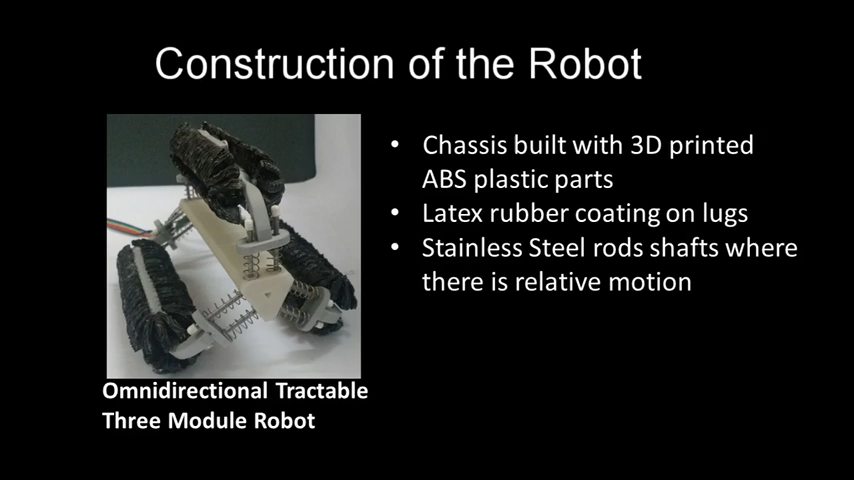 Construction of the Robot
• Chassis built with 3D printed
ABS plastic parts
• Latex rubber coating on lugs
• Stainless Steel rods shafts where
there is relative motion
Omnidirectional Tractable
Three Module Robot